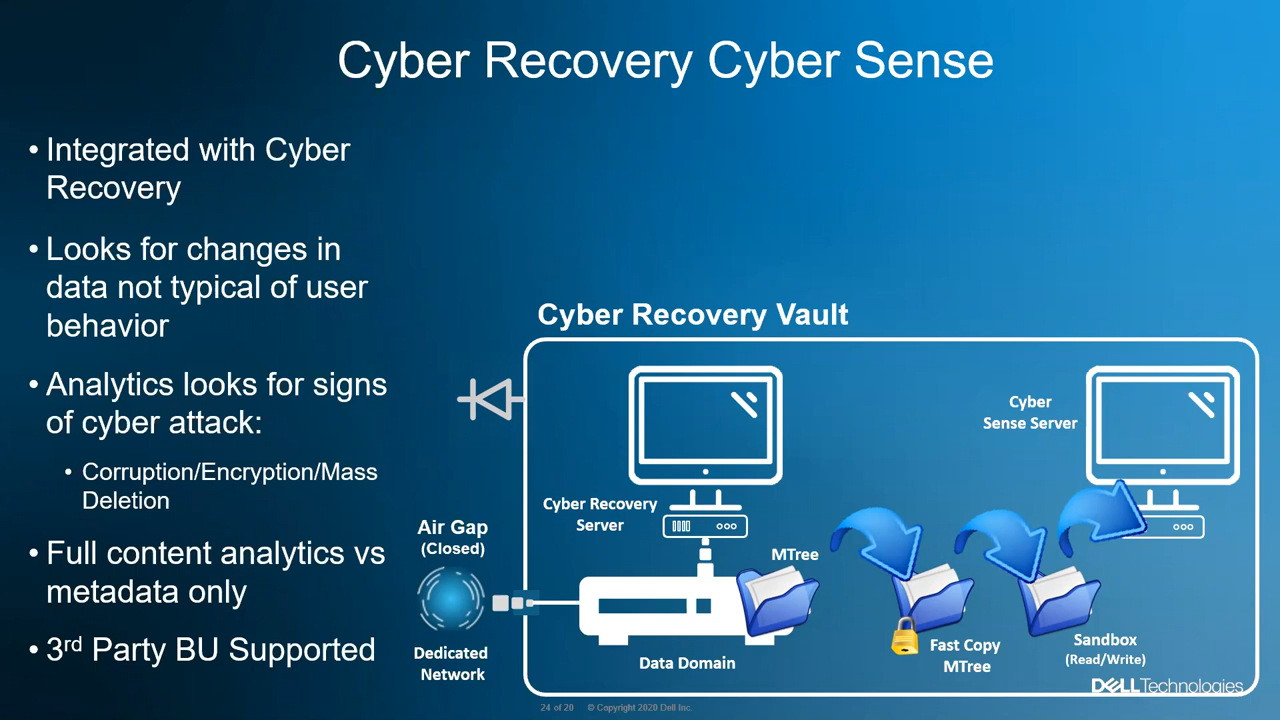 Cyber Recovery Cyber Sense
• Integrated with Cyber
Recovery
• Looks for changes in
data not typical of user
behavior
• Analytics looks for signs
of cyber attack:
• Corruption/Encryption/Mass
Deletion
• Full content analytics vs
metadata only
• 3rd Party BU Supported
Cyber Recovery Vault
Cyber
Sense Server
Cyber Recovery
Server
Air Gap
(Closed)
MTree
Dedicated
Network
Data Domain
Fast Copy
MTree
Sandbox
(Read/Write)
DELLTechnologies
24 of 20 © Copyright 2020 Dell Inc.